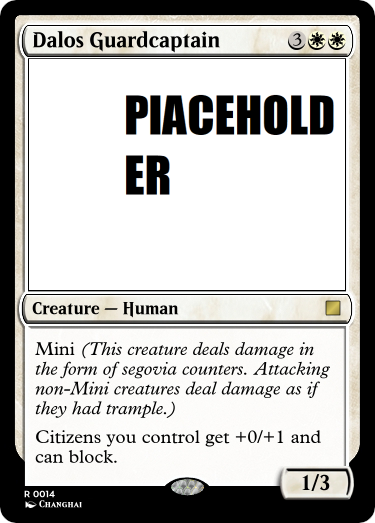 Dalos Guardcaptain 3
PIACEHOLD
ER
Creature — Human
Mini (This creature deals damage in
the form of segovia counters. Attacking
non-Mini creatures deal damage as if
they had trample.)
Citizens you control get +0/+1 and
can block.
1/3
R 0014
CHANGHAI